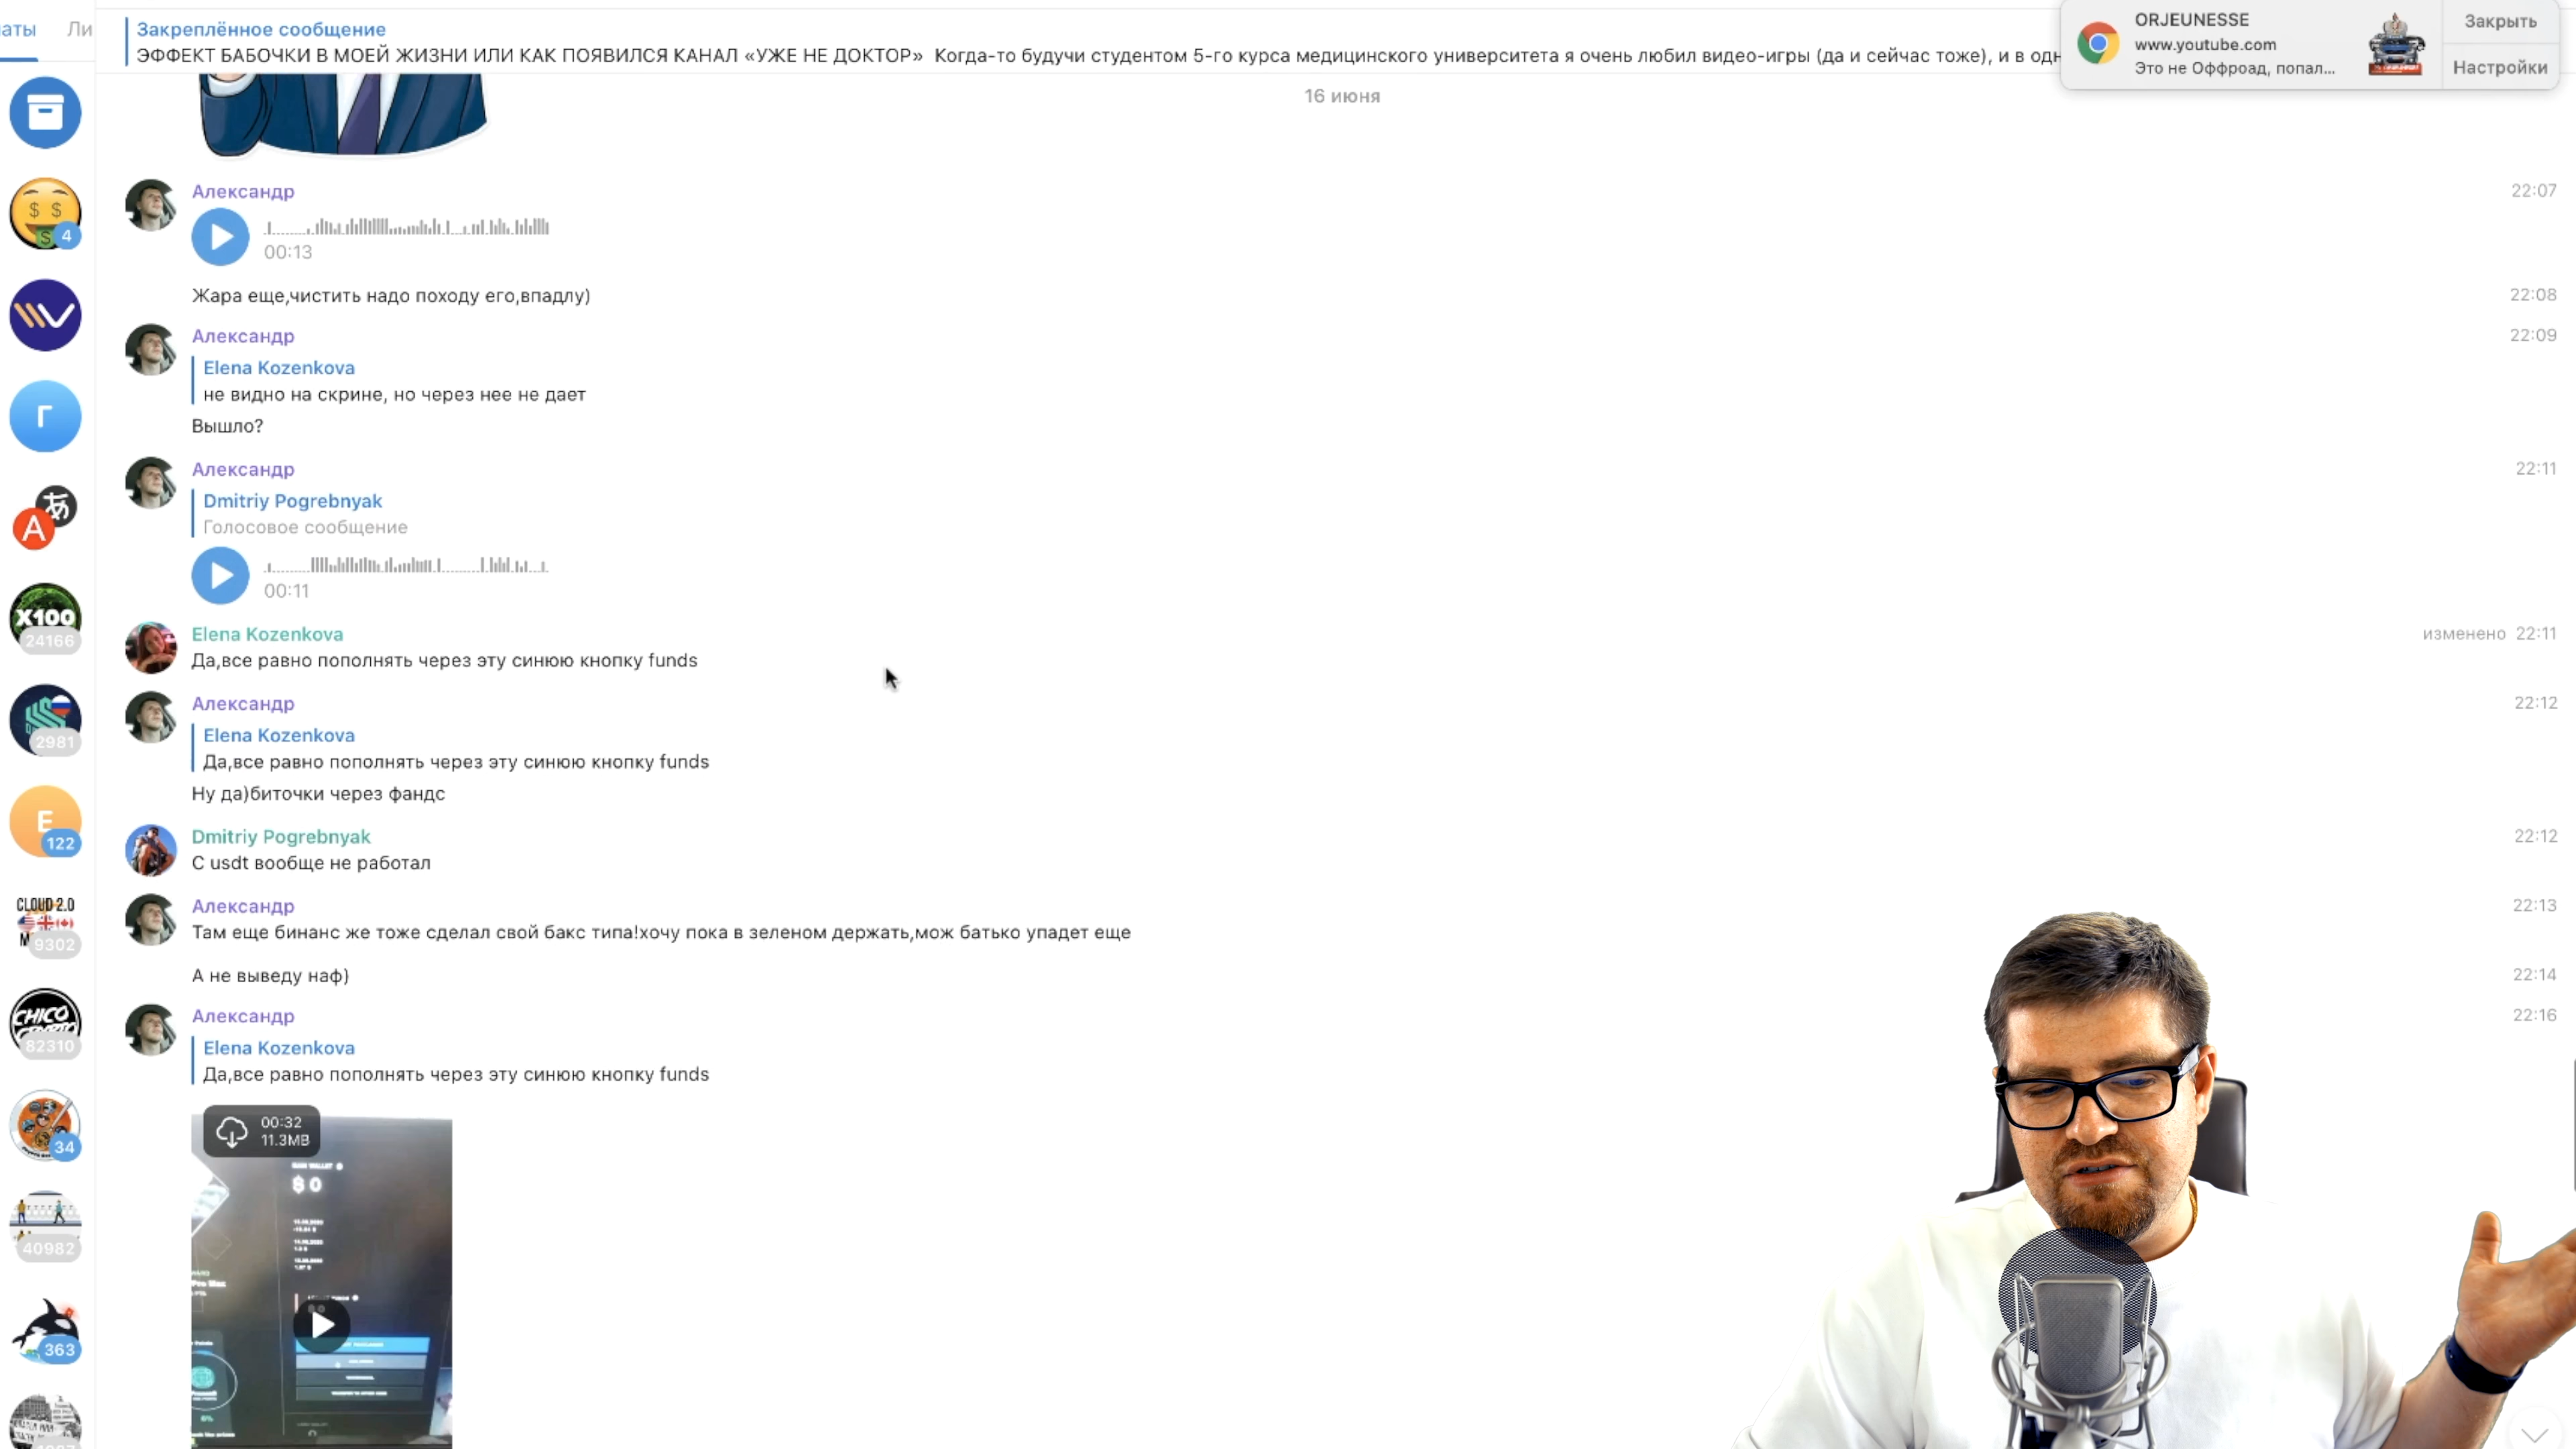 Закреплённое сообщение
ЭФФЕКТ БАБОЧКИ В МОЕЙ ЖИЗНИ ИЛИ КАК ПОЯВИЛСЯ КАНАЛ «УЖЕ НЕ ДОКТОР» Когда-то будучи студентом 5-го курса медицинского университета я очень любил видео-игры (да и сейчас тоже), и в одн
ORJEUNESSE
www.youtube.com
Это не Оффроад, попал...
Закрыть
Настройки
16 июня
Александр 22:07
00:13
Жара еще,чистить надо походу его,впадлу) 22:08
Александр 22:09
Elena Kozenkova
не видно на скрине, но через нее не дает
Вышло?
Александр 22:11
Dmitriy Pogrebnyak
Голосовое сообщение
00:11
Elena Kozenkova изменено 22:11
Да,все равно пополнять через эту синюю кнопку funds
Александр 22:12
Elena Kozenkova
Да,все равно пополнять через эту синюю кнопку funds
Ну да)биточки через фандс
Dmitriy Pogrebnyak 22:12
С usdt вообще не работал
Александр 22:13
Там еще бинанс же тоже сделал свой бакс типа!хочу пока в зеленом держать,мож батько упадет еще
А не выведу наф) 22:14
Александр 22:16
Elena Kozenkova
Да,все равно пополнять через эту синюю кнопку funds
00:32
11.3MB
฿ 0
4
Г
A
あ
X100
24166
2981
E
122
CLOUD 2.0
9302
CHICO
CRYPTO
82310
34
40982
363